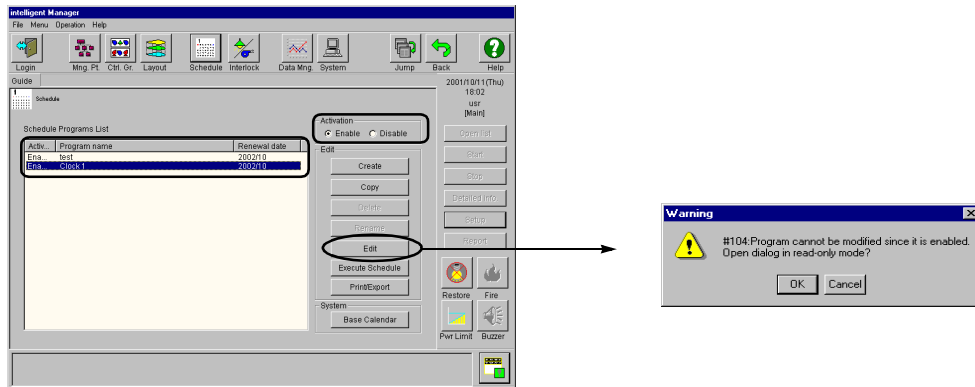 intelligent Manager
File Menu Operation Help
Login Mng. Pt. Ctrl. Gr. Layout Schedule Interlock Data Mng. System Jump Back Help
Guide
2001/10/11(Thu)
18:02
usr
[Main]
1
Schedule
Schedule Programs List
Activ... Program name Renewal date
Ena... test 2002/10
Ena... Clock1 2002/10
Activation
Enable Disable
Edit
Create
Copy
Delete
Rename
Edit
Execute Schedule
Print/Export
System
Base Calendar
Open list
Start
Stop
Detailed Info.
Setup
Report
Restore Fire
Pwr Limit Buzzer
Warning
#104:Program cannot be modified since it is enabled.
Open dialog in read-only mode?
OK Cancel